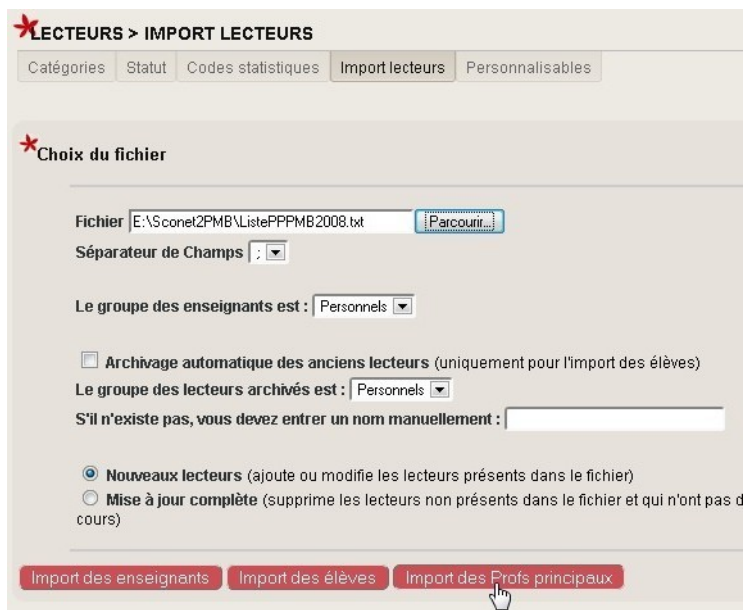 LECTEURS > IMPORT LECTEURS
Catégories Statut Codes statistiques Import lecteurs Personnalisables
Choix du fichier
Fichier E:\Sconet2PMB\ListePPPMB2008.txt Parcourir...
Séparateur de Champs ;
Le groupe des enseignants est : Personnels
Archivage automatique des anciens lecteurs (uniquement pour l'import des élèves)
Le groupe des lecteurs archivés est : Personnels
S'il n'existe pas, vous devez entrer un nom manuellement :
Nouveaux lecteurs (ajoute ou modifie les lecteurs présents dans le fichier)
Mise à jour complète (supprime les lecteurs non présents dans le fichier et qui n'ont pas d
cours)
Import des enseignants Import des élèves Import des Profs principaux